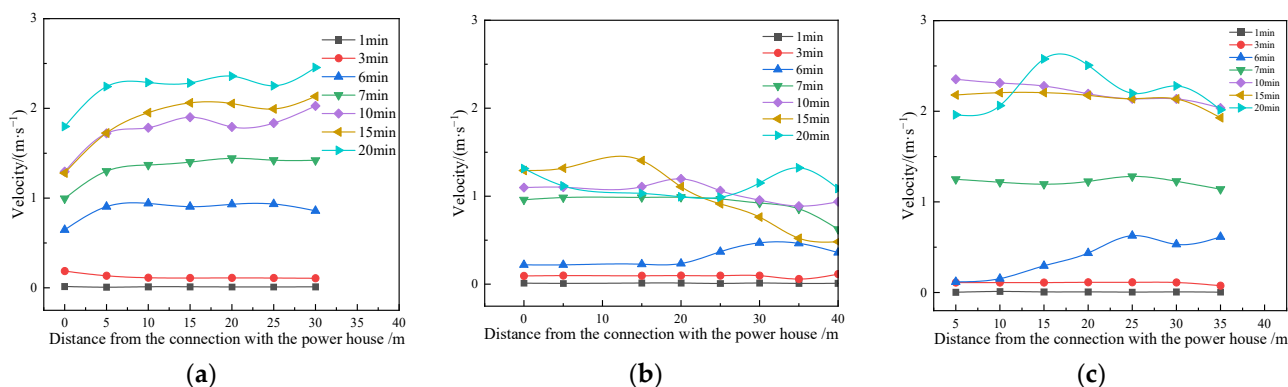 3
2
1
0
Velocity/(m·s⁻¹)
1min
3min
6min
7min
10min
15min
20min
0 5 10 15 20 25 30 35 40
Distance from the connection with the power house /m
(a)
3
2
1
0
Velocity/(m·s⁻¹)
1min
3min
6min
7min
10min
15min
20min
0 10 20 30 40
Distance from the connection with the power house /m
(b)
3
2
1
0
Velocity/(m·s⁻¹)
1min
3min
6min
7min
10min
15min
20min
5 10 15 20 25 30 35 40
Distance from the connection with the power house /m
(c)